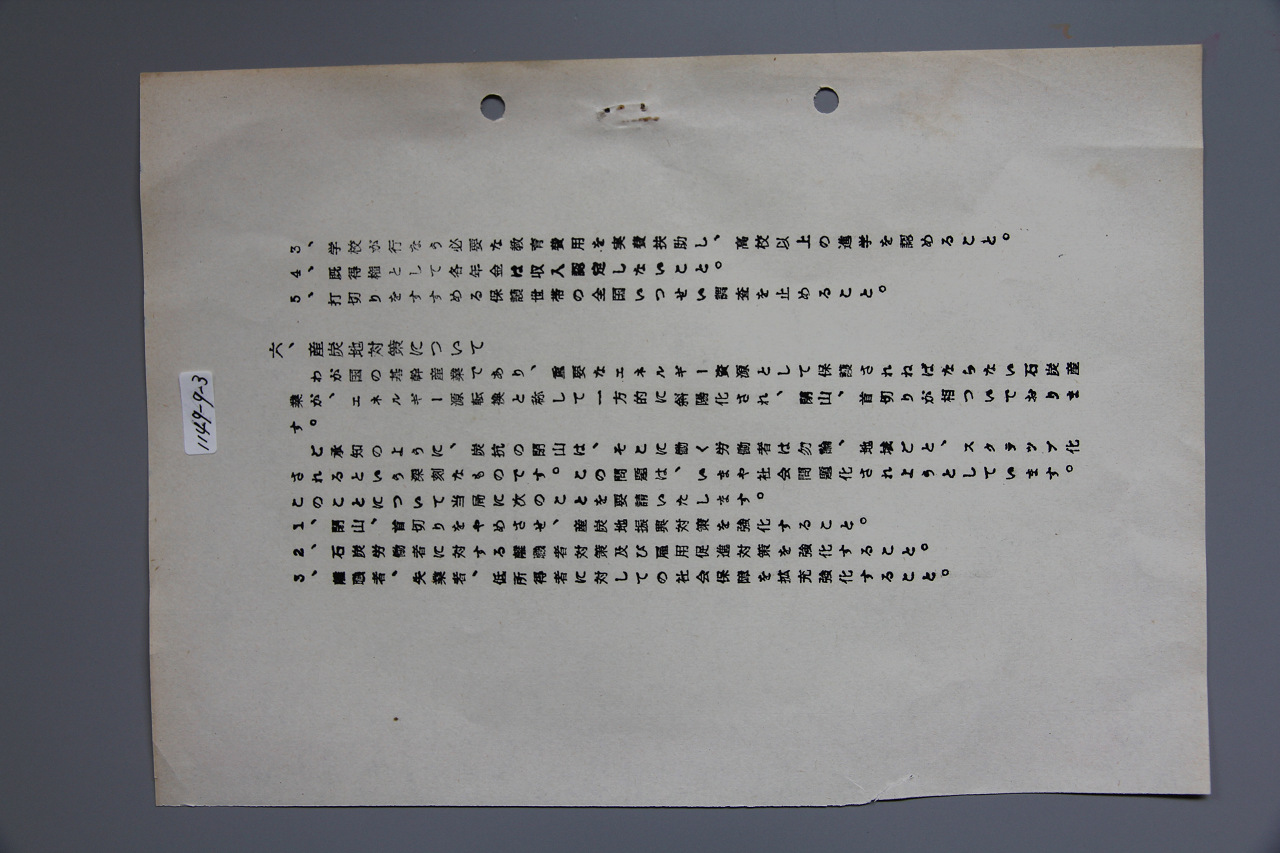 3、学校が行なう必要な教育費用を実費扶助し、高校以上の進学を認めること。
4、既得権として各年金は収入認定しないこと。
5、打切りをすすめる保護世帯の全国いっせい調査を止めること。
六、産炭地対策について
わが国の基幹産業であり、重要なエネルギー資源として保護されねばならない石炭産
業が、エネルギー源転換と称して一方的に斜陽化され、閉山、首切りが相ついでおりま
す。
ご承知のように、炭抗の閉山は、そこに働く労働者は勿論、地域ごと、スクラップ化
されるという深刻なものです。この問題は、いまや社会問題化されようとしています。
このことについて当局に次のことを要請いたします。
1、閉山、首切りをやめさせ、産炭地振興対策を強化すること。
2、石炭労働者に対する離職者対策及び雇用促進対策を強化すること。
3、離職者、失業者、低所得者に対しての社会保障を拡充強化すること。
1149-9-3